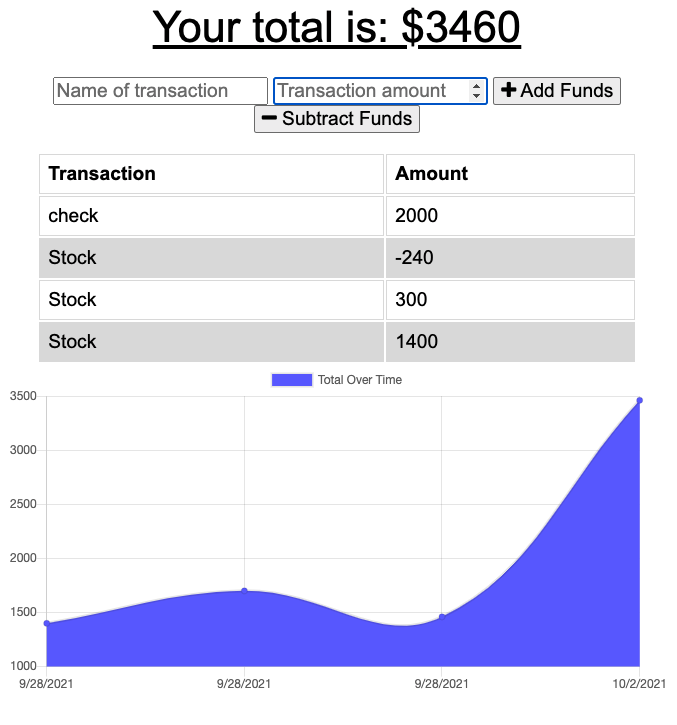 Your total is: $3460
Name of transaction Transaction amount Add Funds
Subtract Funds
Transaction Amount
check 2000
Stock -240
Stock 300
Stock 1400
Total Over Time
3500
3000
2500
2000
1500
1000
9/28/2021 9/28/2021 9/28/2021 10/2/2021